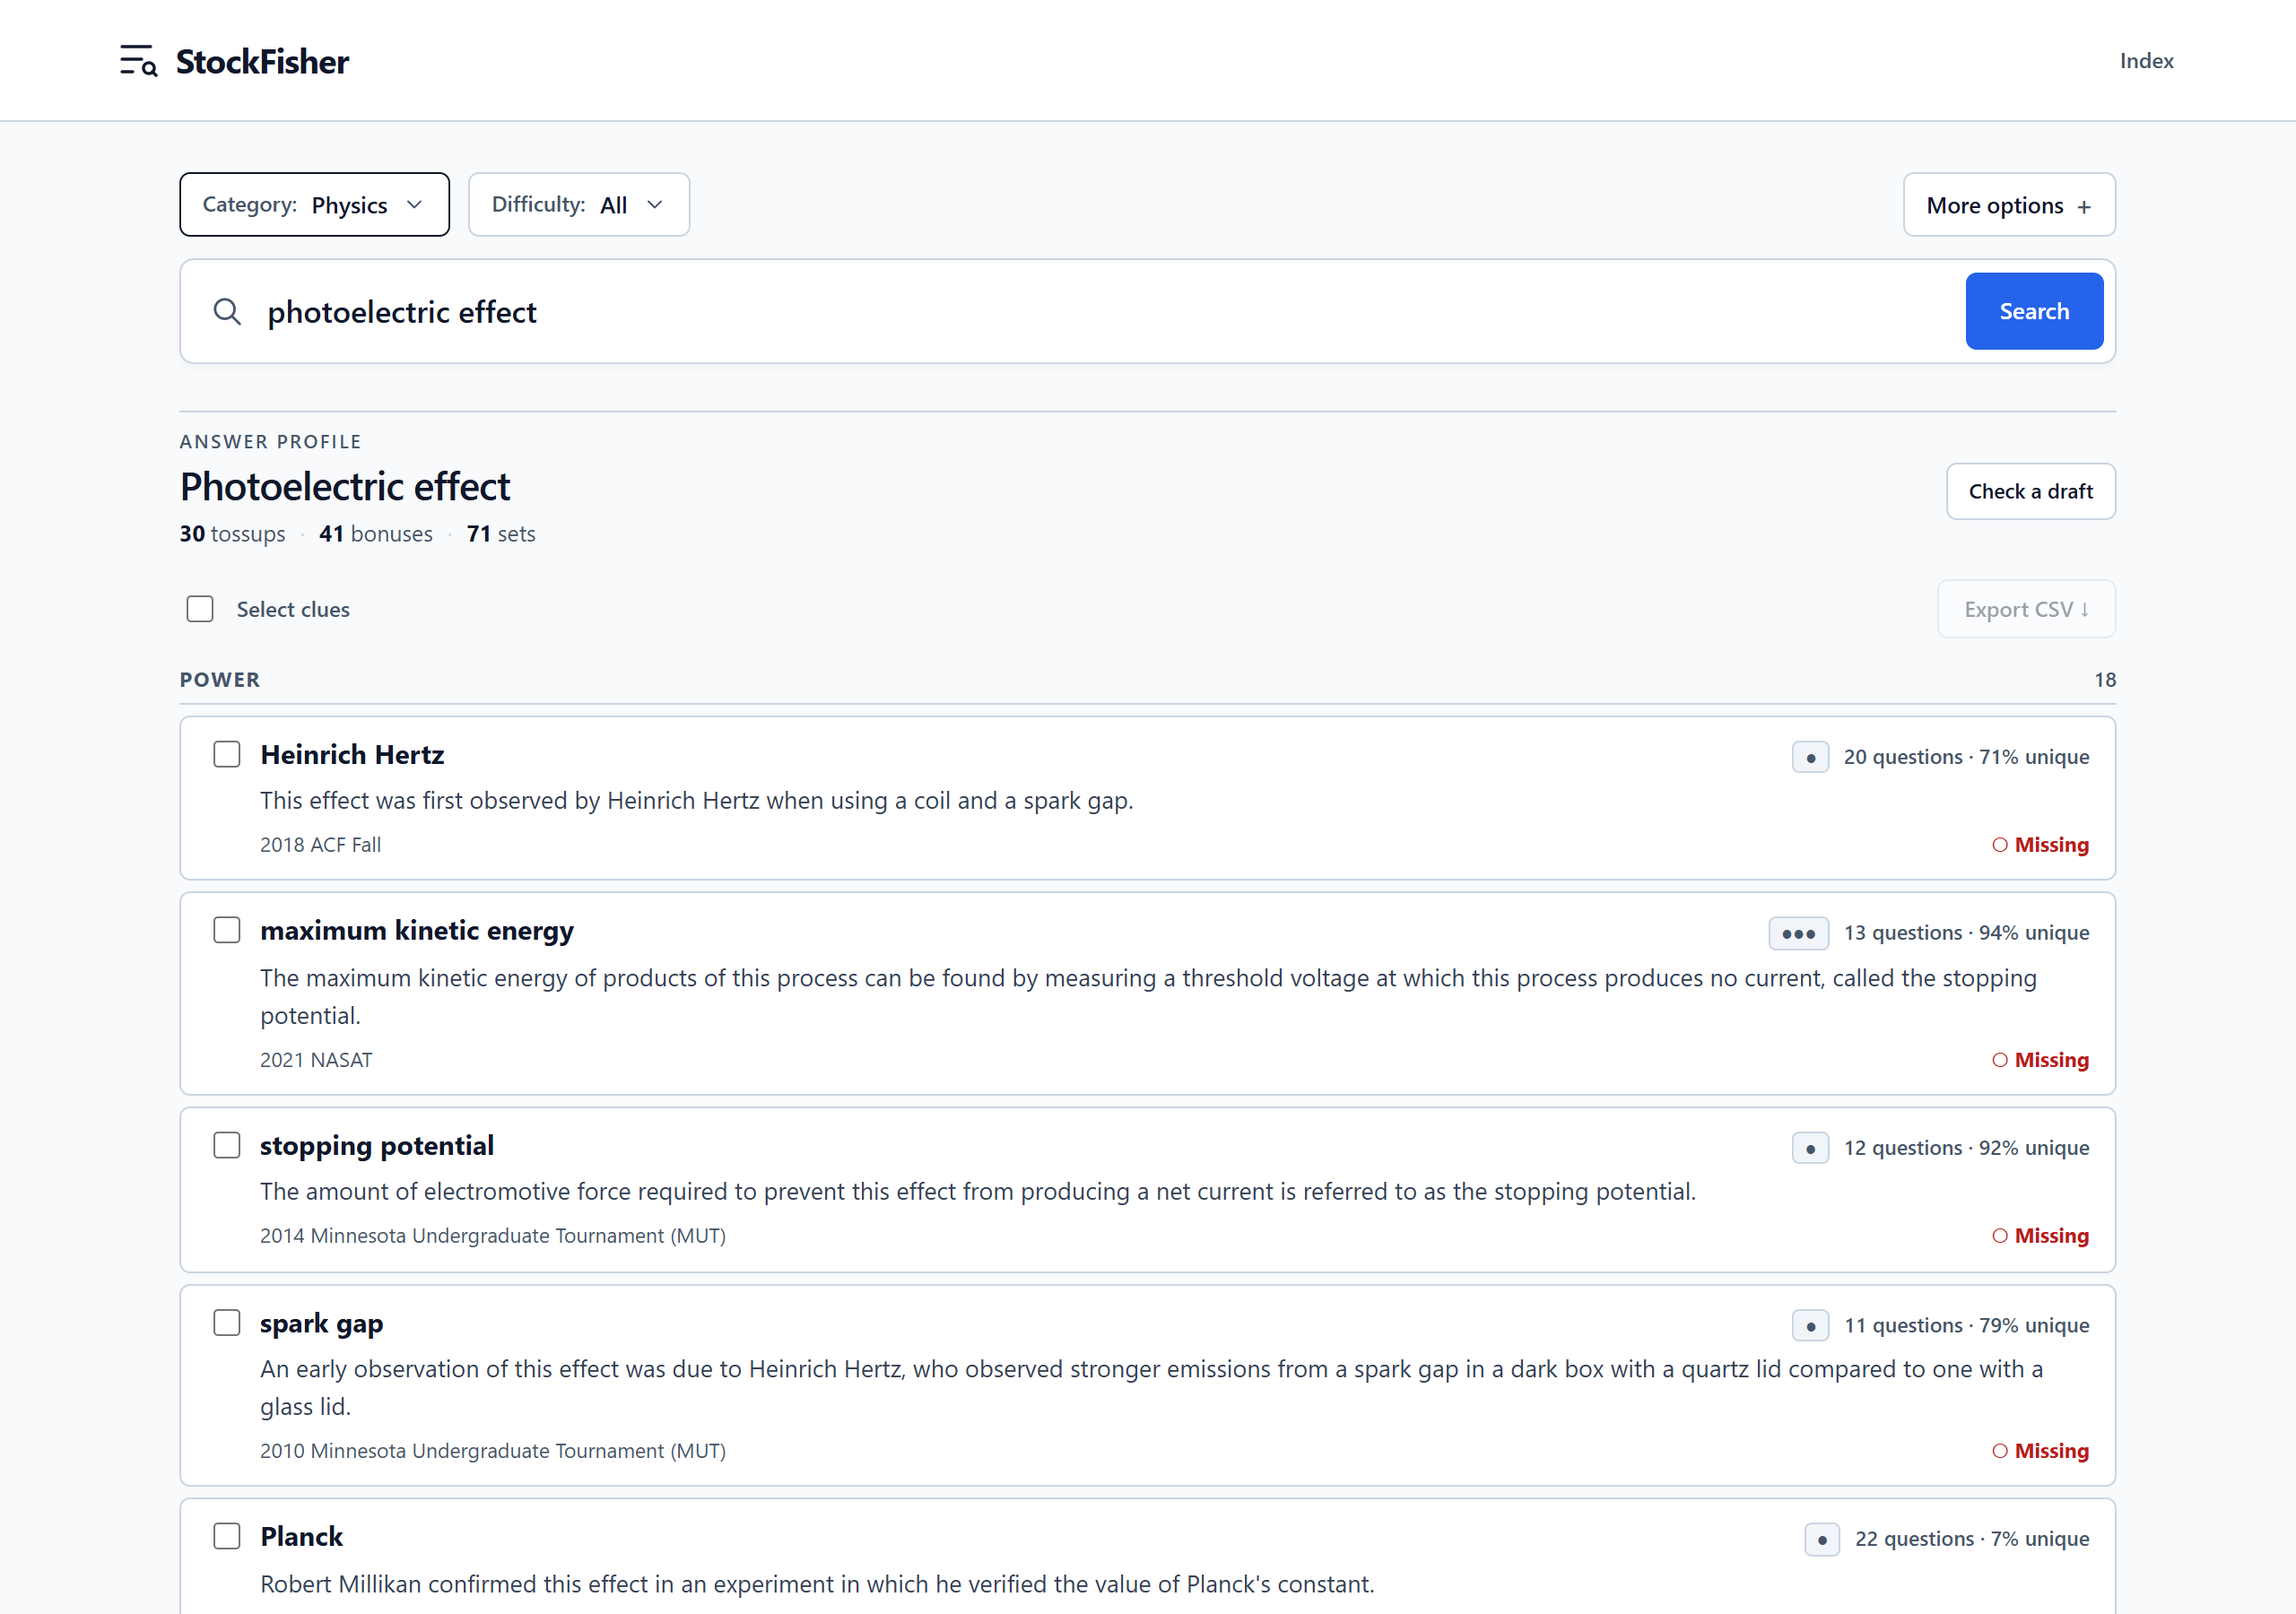 StockFisher
Index
Category: Physics
Difficulty: All
More options +
photoelectric effect
Search
ANSWER PROFILE
Photoelectric effect
Check a draft
30 tossups · 41 bonuses · 71 sets
Select clues
Export CSV ↓
POWER
18
Heinrich Hertz
● 20 questions · 71% unique
This effect was first observed by Heinrich Hertz when using a coil and a spark gap.
2018 ACF Fall
○ Missing
maximum kinetic energy
●●● 13 questions · 94% unique
The maximum kinetic energy of products of this process can be found by measuring a threshold voltage at which this process produces no current, called the stopping
potential.
2021 NASAT
○ Missing
stopping potential
● 12 questions · 92% unique
The amount of electromotive force required to prevent this effect from producing a net current is referred to as the stopping potential.
2014 Minnesota Undergraduate Tournament (MUT)
○ Missing
spark gap
● 11 questions · 79% unique
An early observation of this effect was due to Heinrich Hertz, who observed stronger emissions from a spark gap in a dark box with a quartz lid compared to one with a
glass lid.
2010 Minnesota Undergraduate Tournament (MUT)
○ Missing
Planck
● 22 questions · 7% unique
Robert Millikan confirmed this effect in an experiment in which he verified the value of Planck's constant.